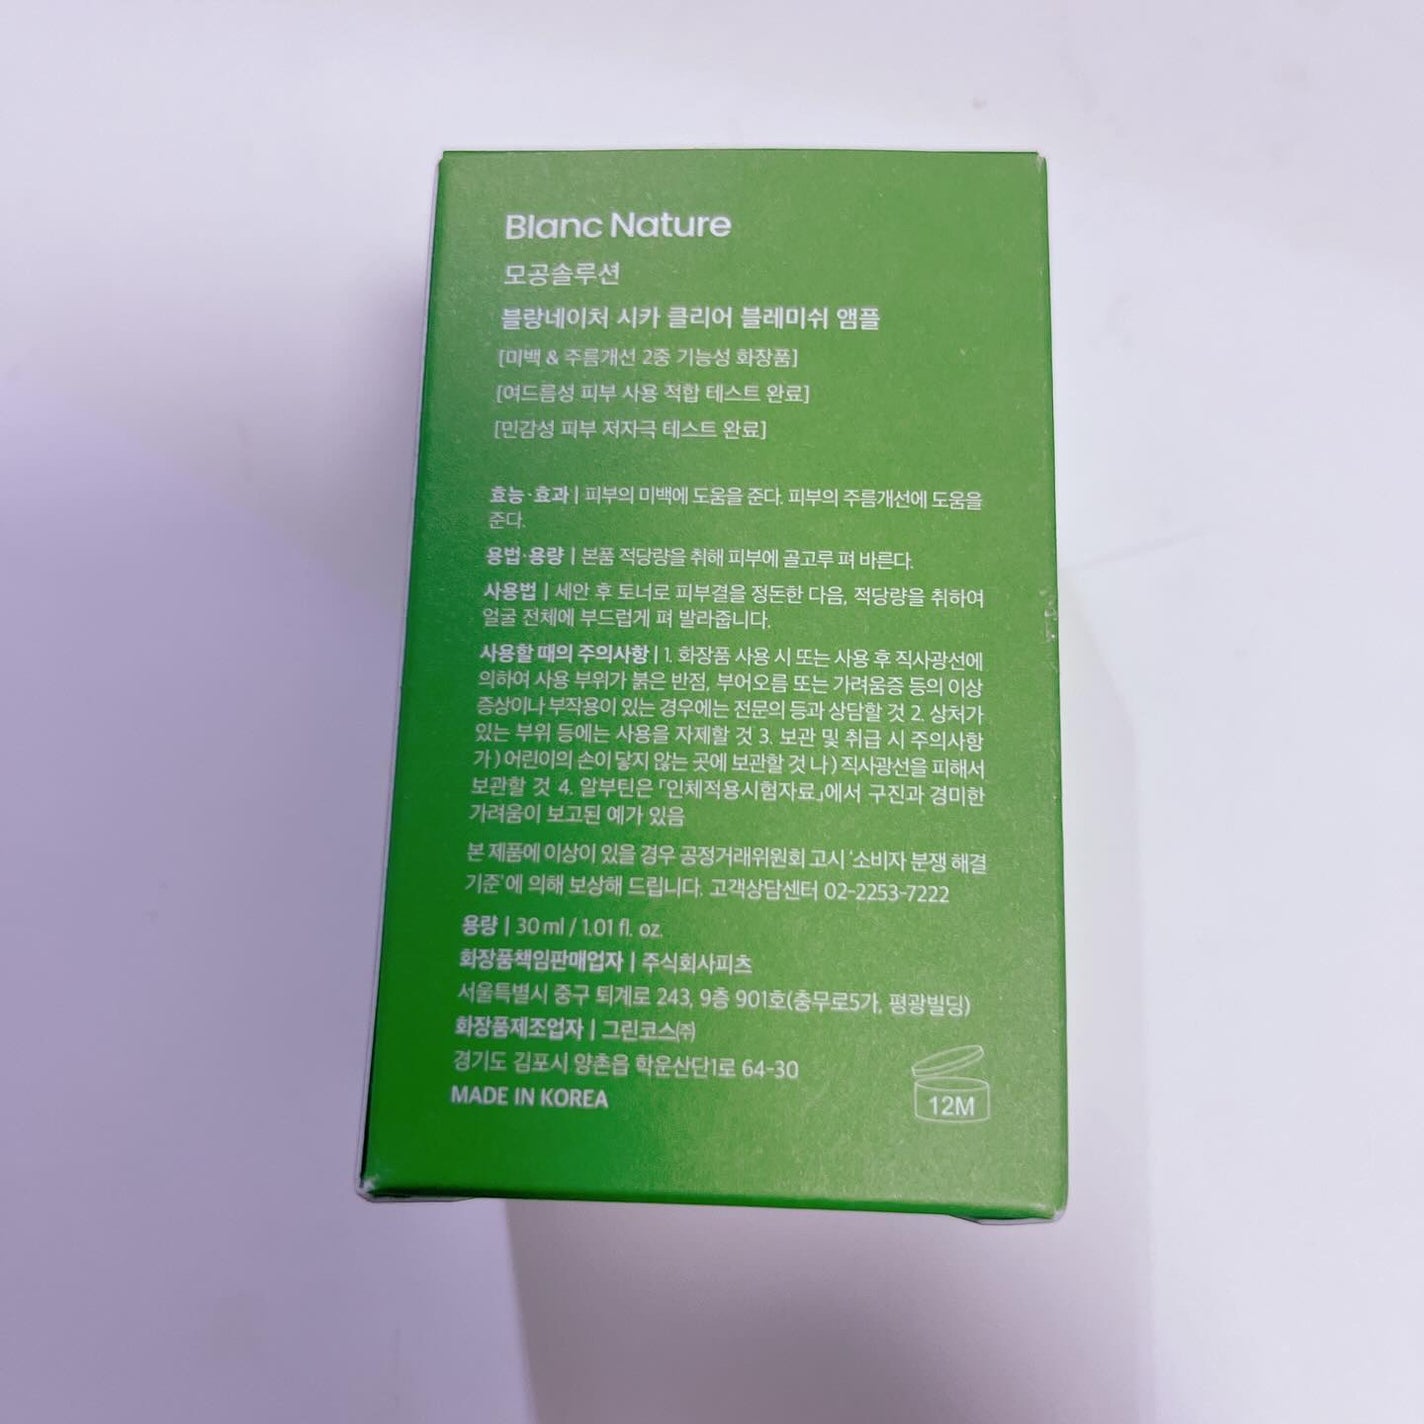 Blanc Nature
모공솔루션
블랑네이처 시카 클리어 블레미쉬 앰플
[미백 & 주름개선 2중 기능성 화장품]
[여드름성 피부 사용 적합 테스트 완료]
[민감성 피부 저자극 테스트 완료]
효능·효과 | 피부의 미백에 도움을 준다. 피부의 주름개선에 도움을
준다.
용법·용량 | 본품 적당량을 취해 피부에 골고루 펴 바른다.
사용법 | 세안 후 토너로 피부결을 정돈한 다음, 적당량을 취하여
얼굴 전체에 부드럽게 펴 발라줍니다.
사용할 때의 주의사항 | 1. 화장품 사용 시 또는 사용 후 직사광선에
의하여 사용 부위가 붉은 반점, 부어오름 또는 가려움증 등의 이상
증상이나 부작용이 있는 경우에는 전문의 등과 상담할 것 2. 상처가
있는 부위 등에는 사용을 자제할 것 3. 보관 및 취급 시 주의사항
가) 어린이의 손이 닿지 않는 곳에 보관할 것 나) 직사광선을 피해서
보관할 것 4. 알부틴은 「인체적용시험자료」에서 구진과 경미한
가려움이 보고된 예가 있음
본 제품에 이상이 있을 경우 공정거래위원회 고시 '소비자 분쟁 해결
기준'에 의해 보상해 드립니다. 고객상담센터 02-2253-7222
용량 | 30 ml / 1.01 fl. oz.
화장품책임판매업자 | 주식회사피츠
서울특별시 중구 퇴계로 243, 9층 901호(충무로5가, 평광빌딩)
화장품제조업자 | 그린코스㈜
경기도 김포시 양촌읍 학운산단1로 64-30
MADE IN KOREA
12M